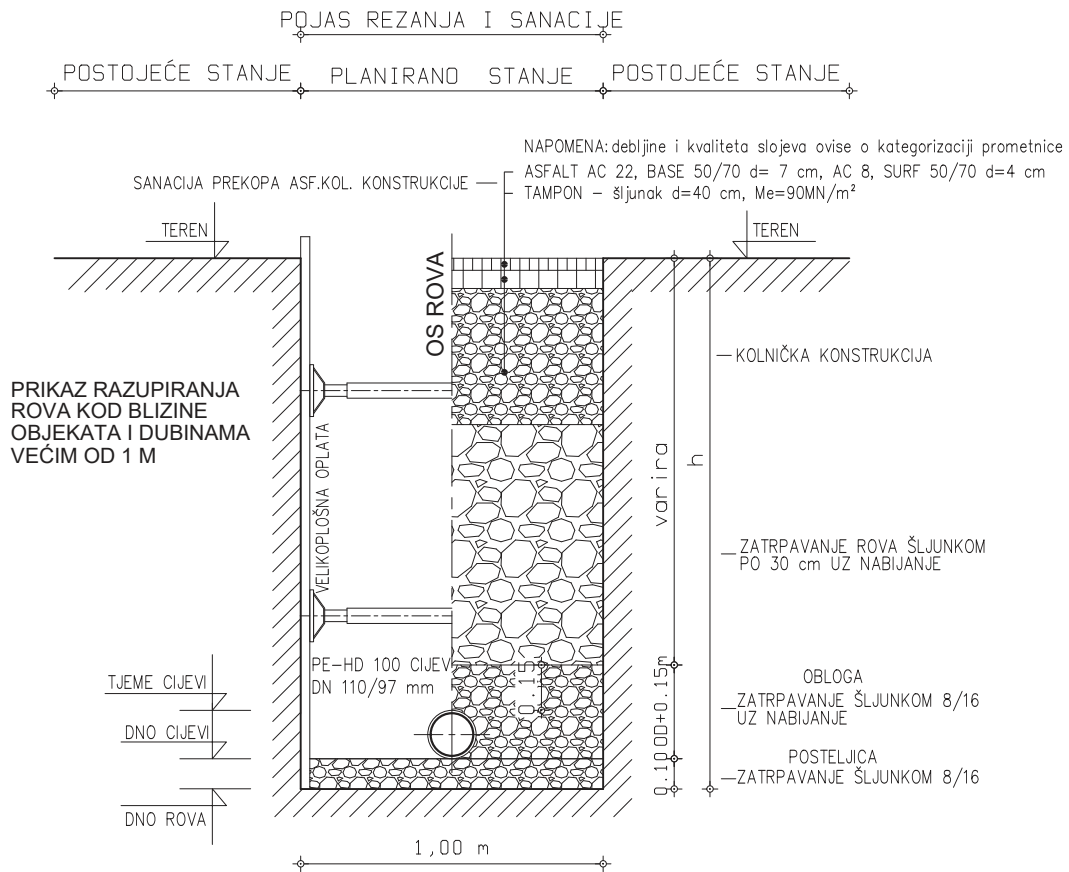 POJAS REZANJA I SANACIJE
POSTOJEĆE STANJE
PLANIRANO STANJE
POSTOJEĆE STANJE
NAPOMENA: debljine i kvaliteta slojeva ovise o kategorizaciji prometnice
SANACIJA PREKOPA ASF.KOL. KONSTRUKCIJE
ASFALT AC 22, BASE 50/70 d= 7 cm, AC 8, SURF 50/70 d=4 cm
TAMPON – šljunak d=40 cm, Me=90MN/m²
TEREN
TEREN
OS ROVA
KOLNIČKA KONSTRUKCIJA
PRIKAZ RAZUPIRANJA
ROVA KOD BLIZINE
OBJEKATA I DUBINAMA
VEĆIM OD 1 M
VELIKOPLOŠNA OPLATA
varira
h
ZATRPAVANJE ROVA ŠLJUNKOM
PO 30 cm UZ NABIJANJE
PE-HD 100 CIJEVI
DN 110/97 mm
0.15
OD+0.15m
0.10
TJEME CIJEVI
DNO CIJEVI
DNO ROVA
OBLOGA
ZATRPAVANJE ŠLJUNKOM 8/16
UZ NABIJANJE
POSTELJICA
ZATRPAVANJE ŠLJUNKOM 8/16
1,00 m